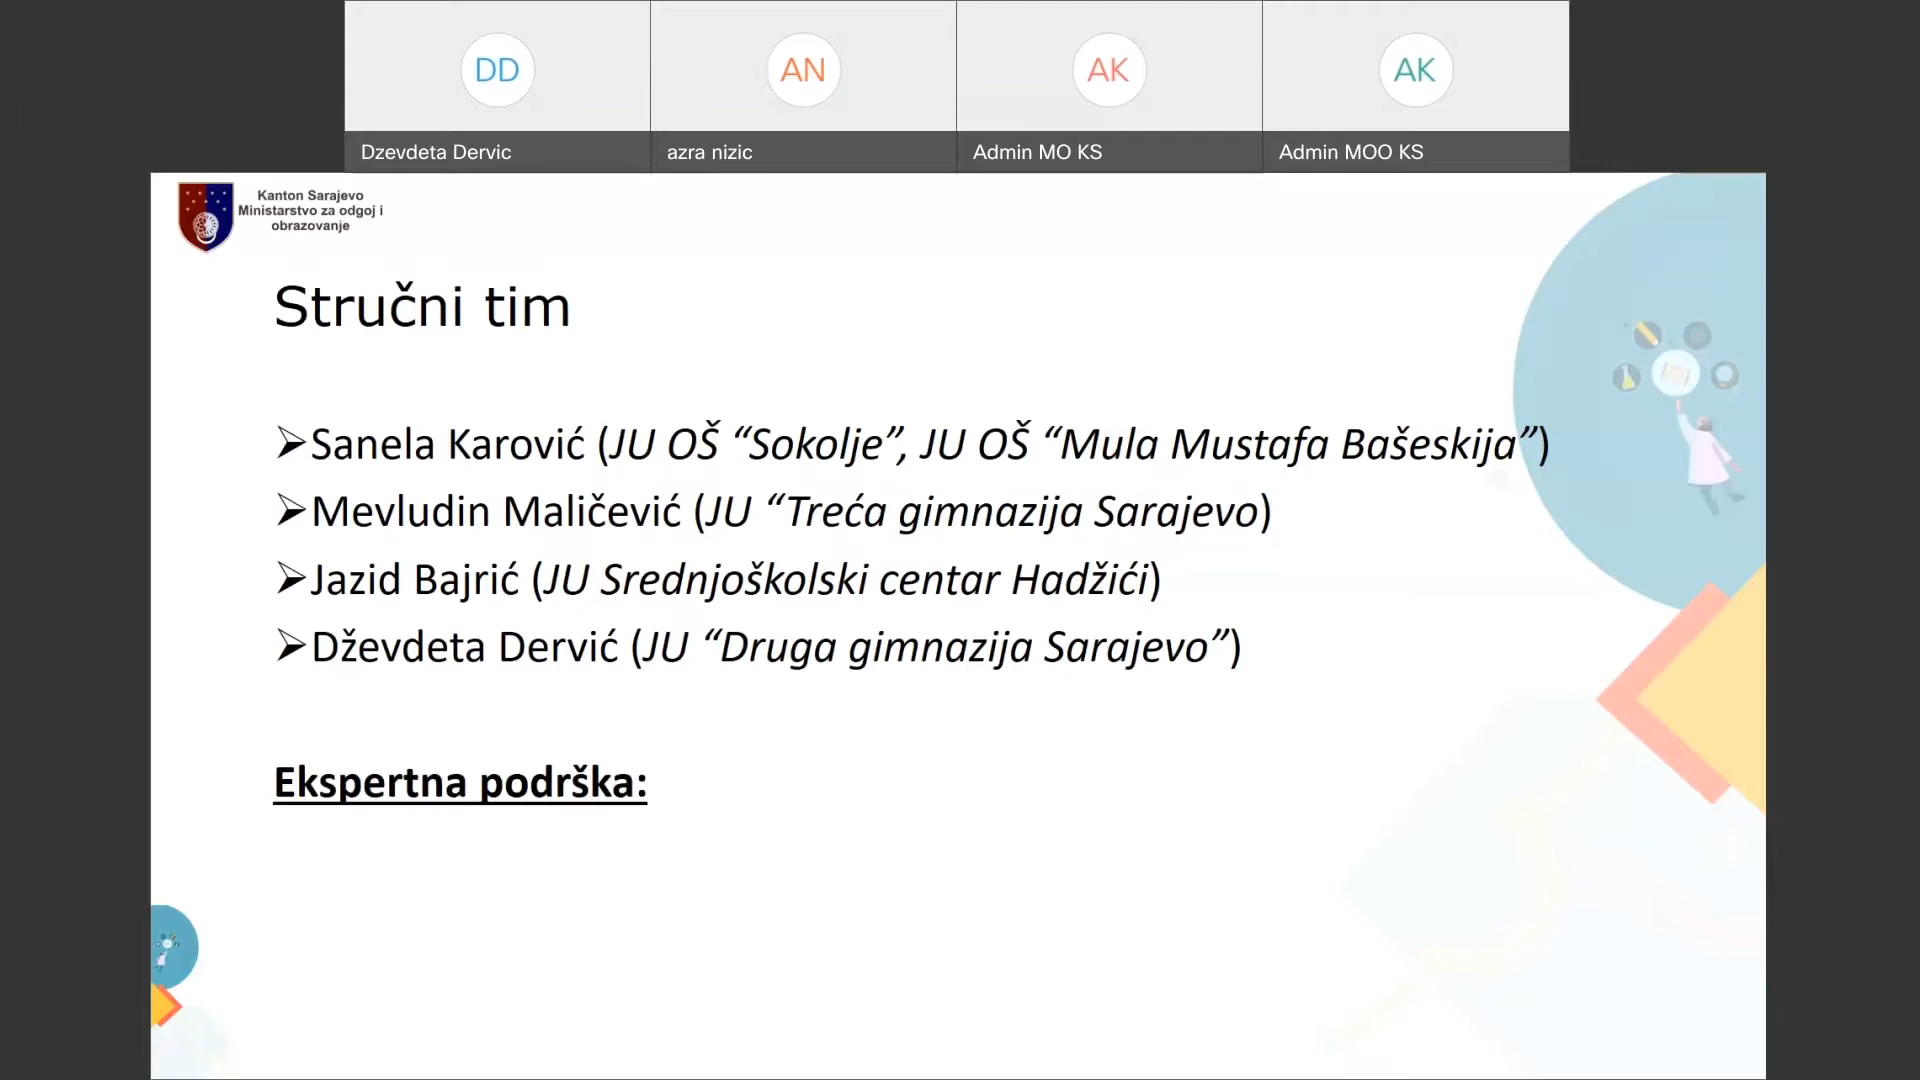 DD
AN
AK
AK
Dzevdeta Dervic
azra nizic
Admin MO KS
Admin MOO KS
Kanton Sarajevo
Ministarstvo za odgoj i
obrazovanje
Stručni tim
➢Sanela Karović (JU OŠ “Sokolje”, JU OŠ “Mula Mustafa Bašeskija”)
➢Mevludin Maličević (JU “Treća gimnazija Sarajevo)
➢Jazid Bajrić (JU Srednjoškolski centar Hadžići)
➢Dževdeta Dervić (JU “Druga gimnazija Sarajevo”)
Ekspertna podrška: